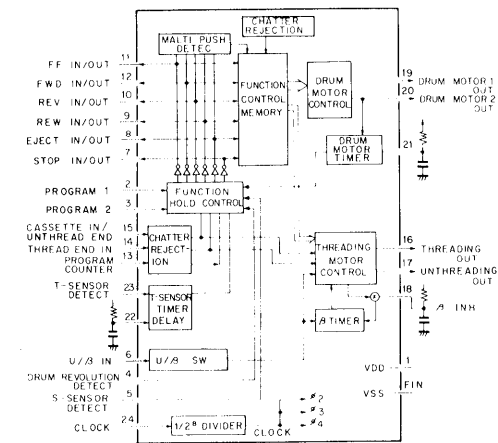 CHATTER
REJECTION
MALTI PUSH
DETEC
11
FF IN/OUT
12
FWD IN/OUT
10
REV IN/OUT
9
REW IN/OUT
8
EJECT IN/OUT
7
STOP IN/OUT
FUNCTION
CONTROL
MEMORY
DRUM
MOTOR
CONTROL
19
DRUM MOTOR 1
OUT
20
DRUM MOTOR 2
OUT
DRUM
MOTOR
TIMER
21
2
PROGRAM 1
3
PROGRAM 2
FUNCTION
HOLD CONTROL
15
CASSETTE IN/
UNTHREAD END
14
THREAD END IN
13
PROGRAM
COUNTER
CHATTER
REJECT-
ION
THREADING
MOTOR
CONTROL
16
THREADING
OUT
17
UNTHREADING
OUT
18
β INH
23
T-SENSOR
DETECT
22
T-SENSOR
TIMER
DELAY
β TIMER
6
U/β IN
U/β SW
4
DRUM REVOLUTION
DETECT
5
S-SENSOR
DETECT
24
CLOCK
1/2⁸ DIVIDER
CLOCK
ø2
ø3
ø4
VDD
1
VSS
FIN